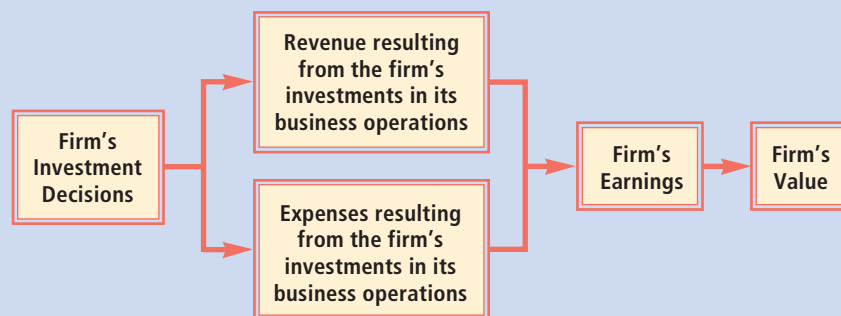 Firm's
Investment
Decisions
Revenue resulting
from the firm's
investments in its
business operations
Expenses resulting
from the firm's
investments in its
business operations
Firm's
Earnings
Firm's
Value